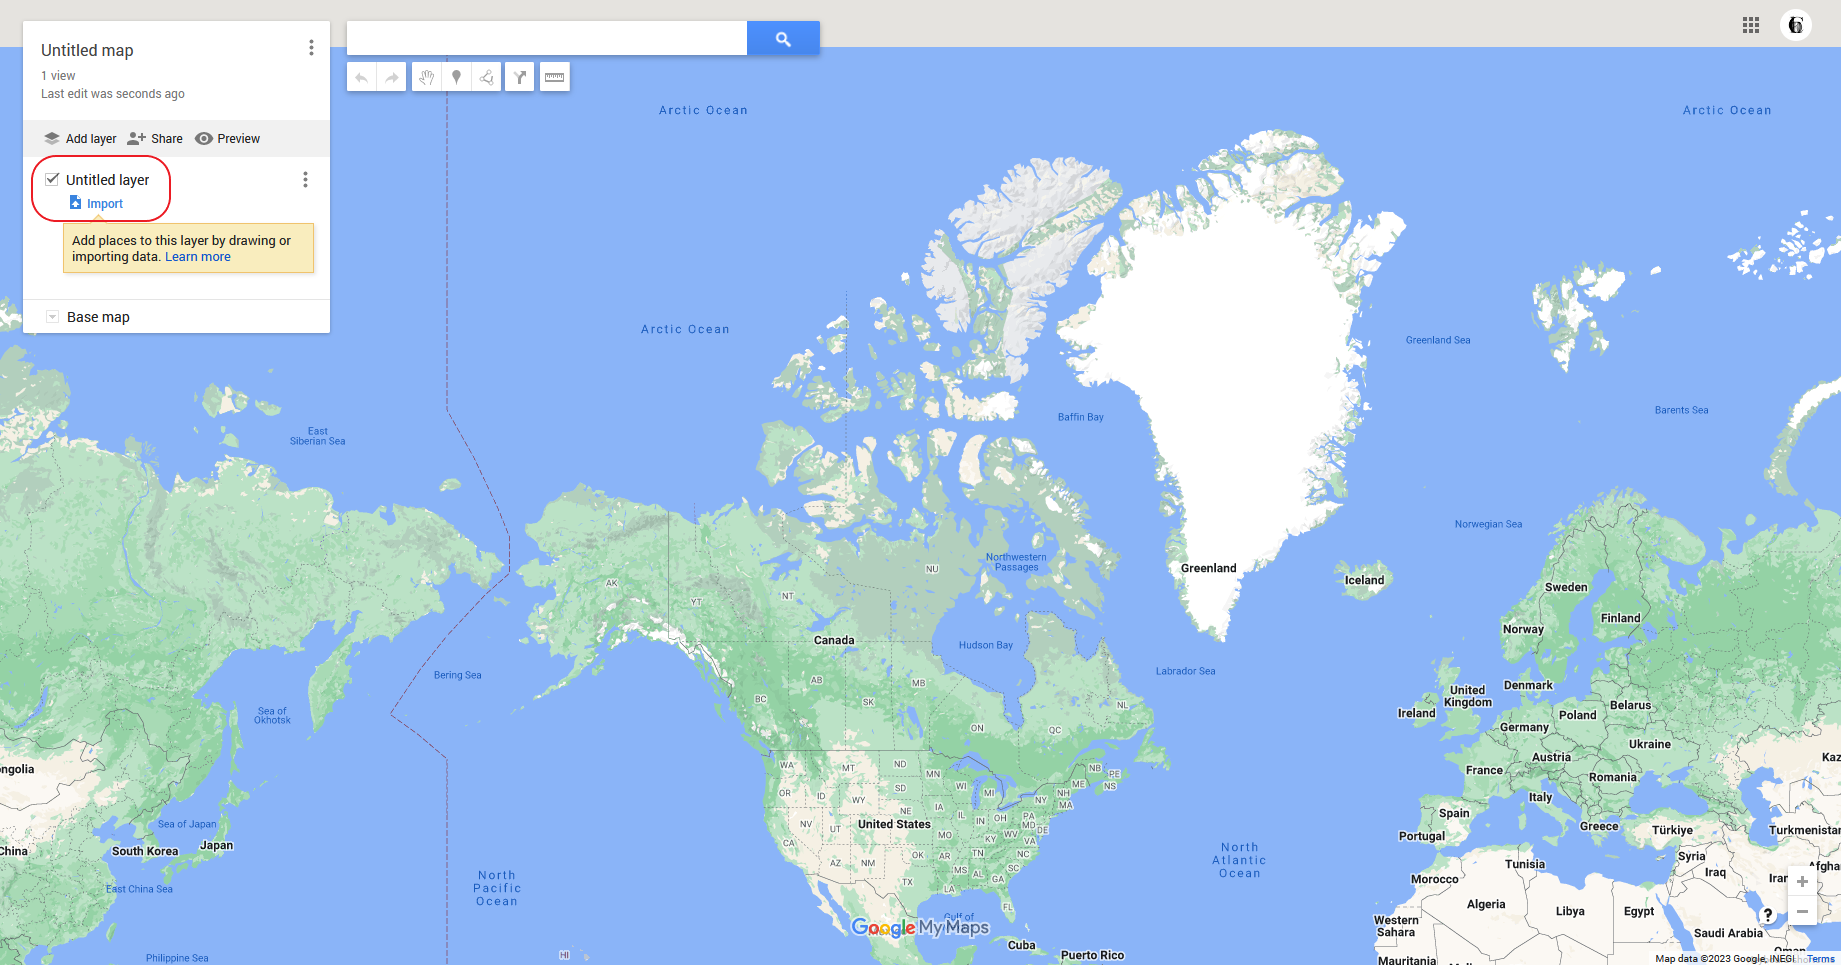 Untitled map
1 view
Last edit was seconds ago
Add layer Share Preview
Untitled layer
Import
Add places to this layer by drawing or
importing data. Learn more
Base map
Arctic Ocean
Arctic Ocean
Arctic Ocean
Greenland Sea
Barents Sea
Baffin Bay
East
Siberian Sea
Norwegian Sea
Northwestern
Passages
Greenland
Iceland
NU
AK
NT
YT
Sweden
Finland
Norway
Canada
Hudson Bay
Labrador Sea
Bering Sea
AB
MB
SK
BC
NL
ON
QC
Sea of
Okhotsk
Denmark
United
Kingdom
Ireland
Belarus
Poland
Germany
Ukraine
Austria
France
Romania
Italy
Spain
Portugal
Greece
Türkiye
Kaz
Turkmenistan
ngolia
China
Sea of Japan
South Korea
Japan
East China Sea
Philippine Sea
WA
MT
ND
MN
OR
ID
WY
SD
WI
MI
NB
PE
NS
ME
NH
MA
NY
IA
NE
NV
UT
United States
IL
IN
OH
PA
MD
DE
CA
MO
KY
WV
VA
AZ
NM
OK
AR
TN
NC
SC
MS
AL
GA
TX
LA
FL
HI
North
Pacific
Ocean
North
Atlantic
Ocean
Gulf of
Google My Maps
Cuba
Puerto Rico
Tunisia
Syria
Iraq
Iran
Afghan
Morocco
Algeria
Libya
Egypt
Western
Sahara
Saudi Arabia
Oman
Mauritania
?
+
−
Map data ©2023 Google, INEGI Terms